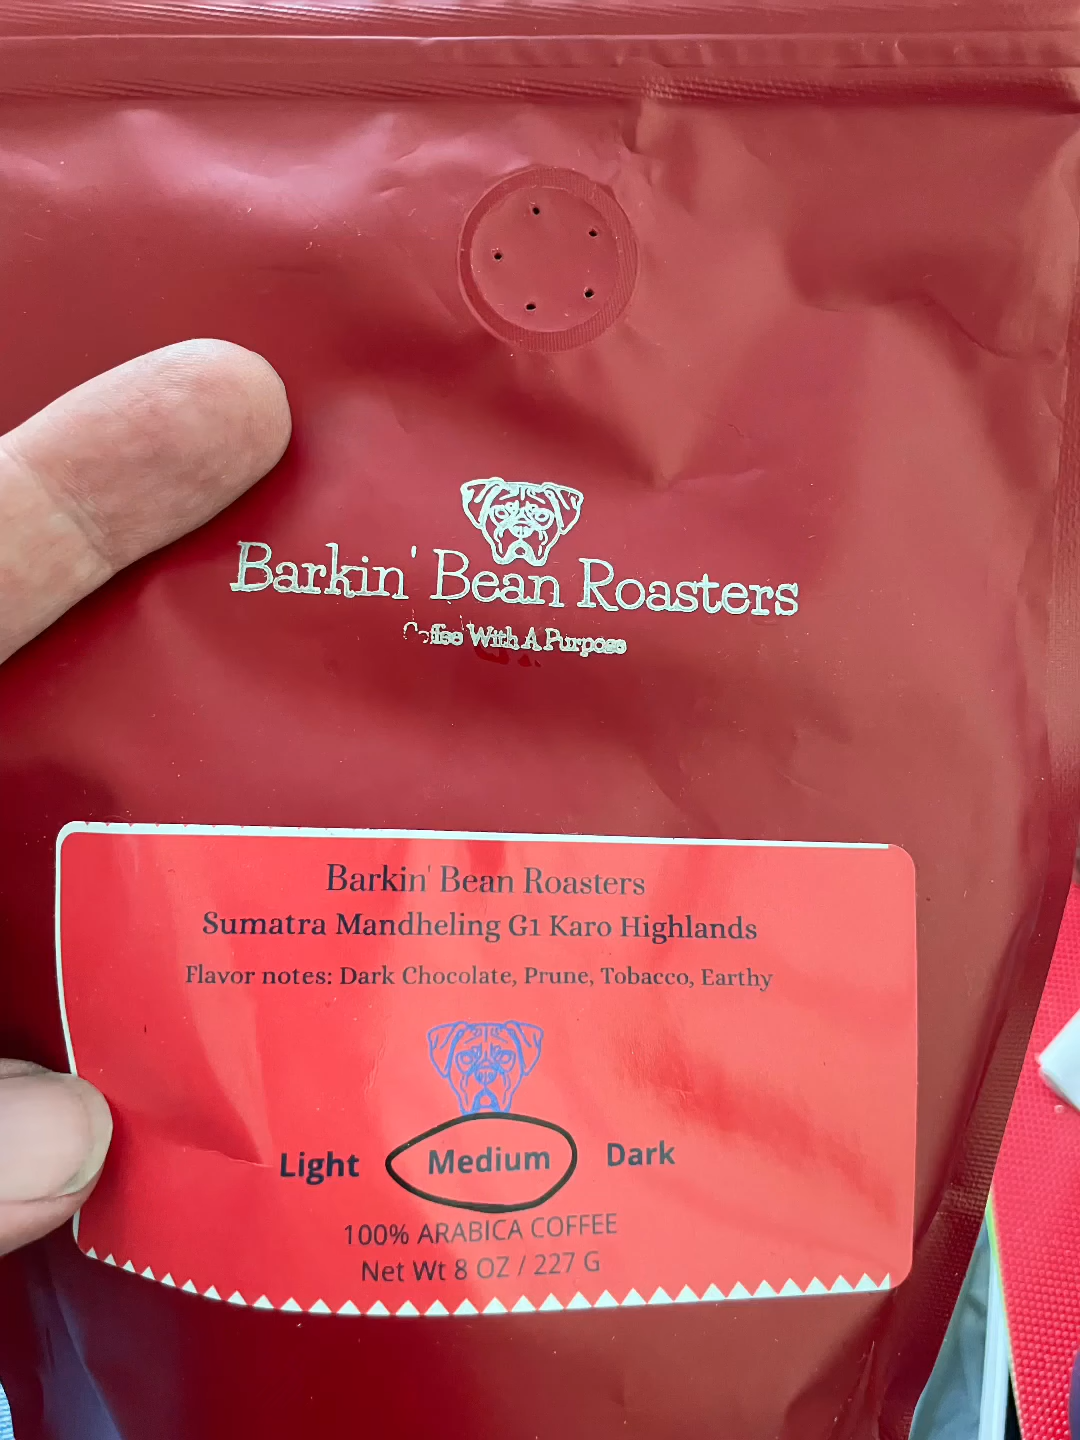 Barkin' Bean Roasters
Coffee With A Purpose
Barkin' Bean Roasters
Sumatra Mandheling G1 Karo Highlands
Flavor notes: Dark Chocolate, Prune, Tobacco, Earthy
Light Medium Dark
100% ARABICA COFFEE
Net Wt 8 OZ / 227 G